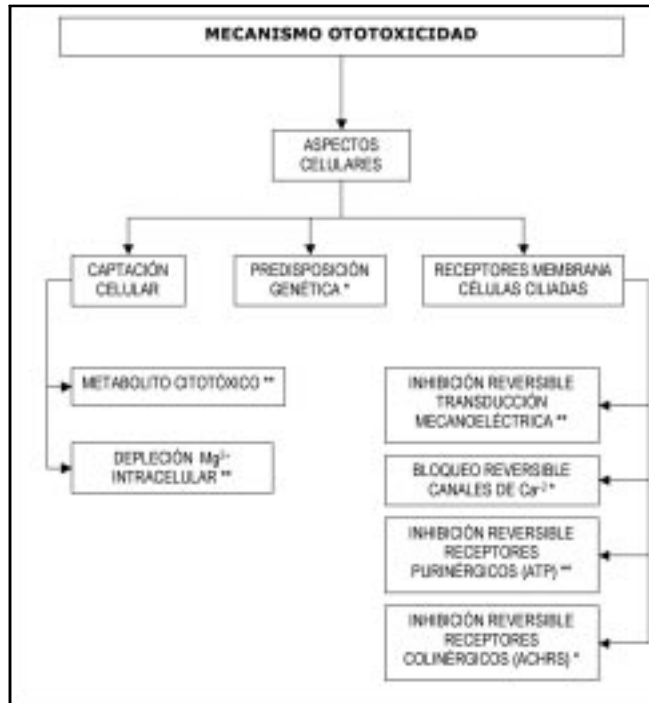 MECANISMO OTOTOXICIDAD
ASPECTOS
CELULARES
CAPTACIÓN
CELULAR
PREDISPOSICIÓN
GENÉTICA *
RECEPTORES MEMBRANA
CÉLULAS CILIADAS
METABOLITO CITOTÓXICO **
DEPLECIÓN Mg²⁺
INTRACELULAR **
INHIBICIÓN REVERSIBLE
TRANSDUCCIÓN
MECANOELÉCTRICA **
BLOQUEO REVERSIBLE
CANALES DE Ca⁺² *
INHIBICIÓN REVERSIBLE
RECEPTORES
PURINÉRGICOS (ATP) **
INHIBICIÓN REVERSIBLE
RECEPTORES
COLINÉRGICOS (ACHRS) *